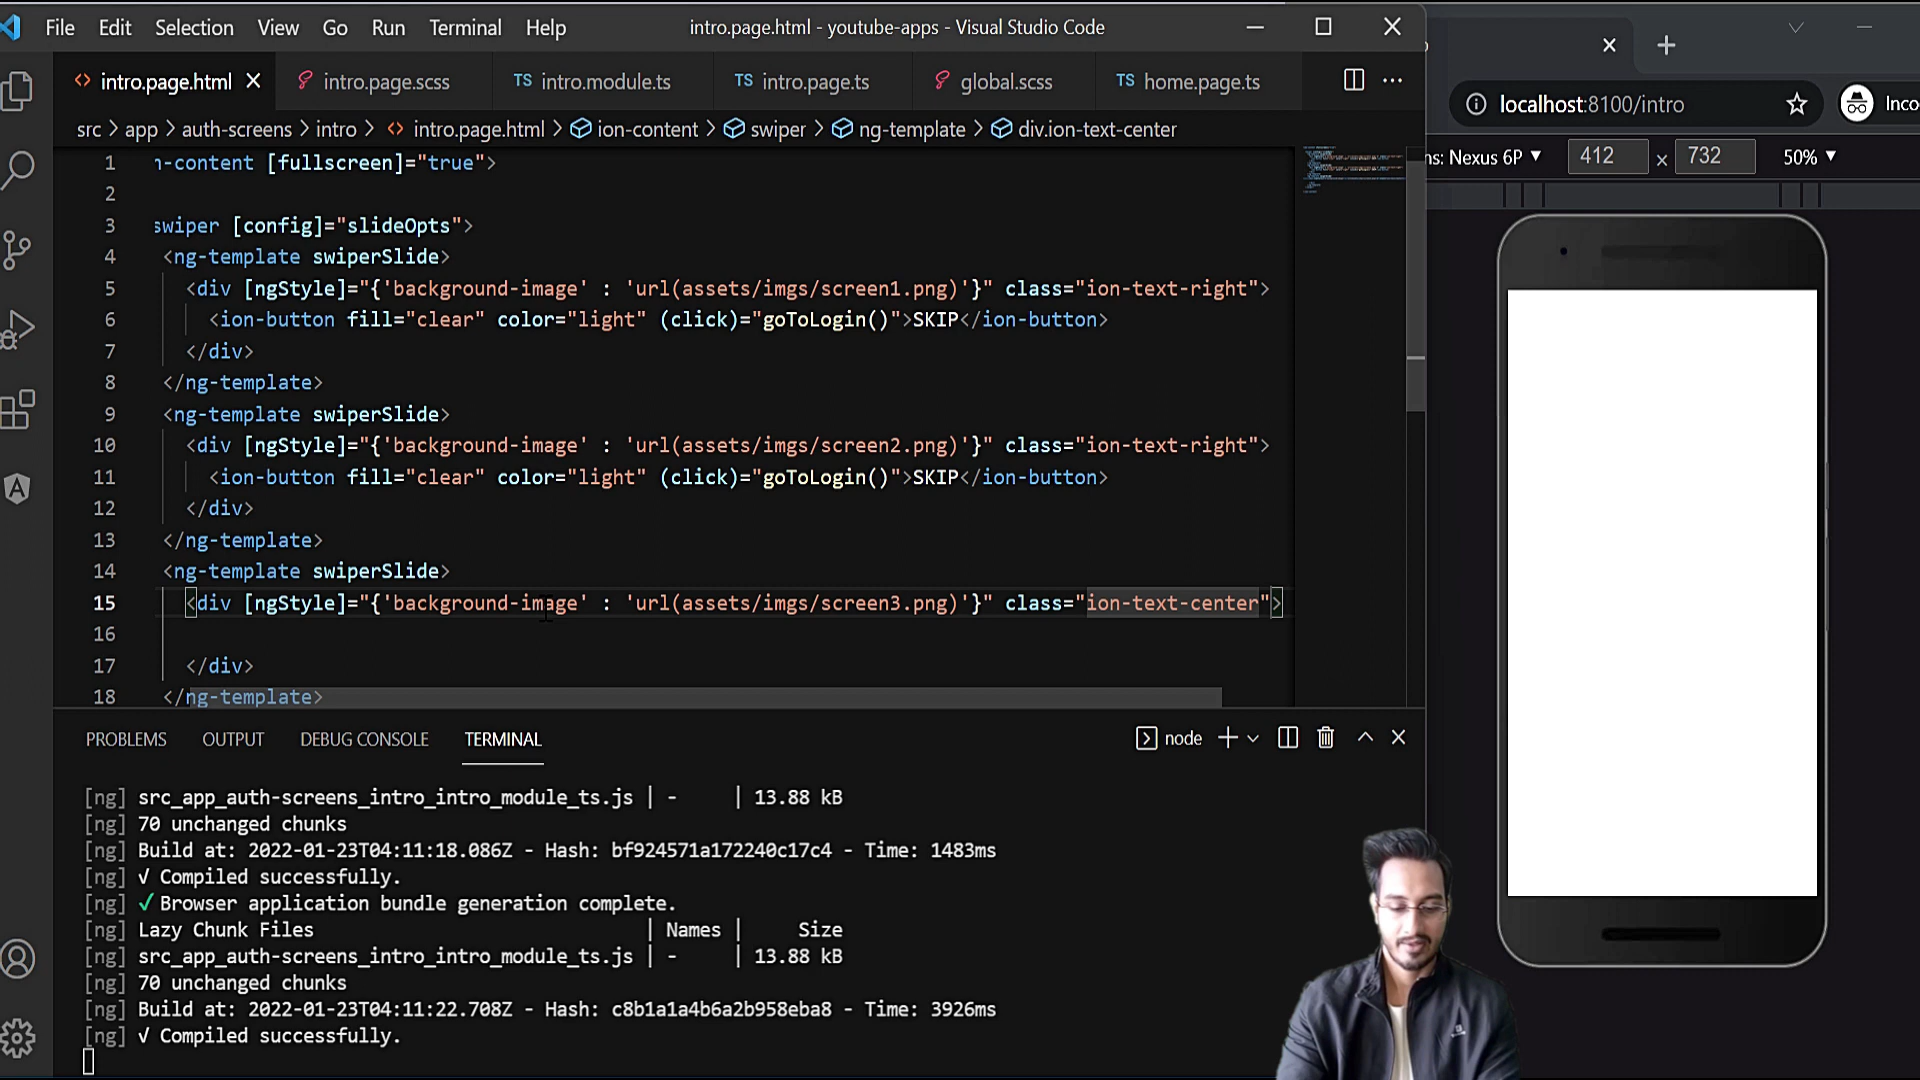 File Edit Selection View Go Run Terminal Help intro.page.html - youtube-apps - Visual Studio Code
intro.page.html intro.page.scss TS intro.module.ts TS intro.page.ts global.scss TS home.page.ts
src > app > auth-screens > intro > intro.page.html > ion-content > swiper > ng-template > div.ion-text-center
1 n-content [fullscreen]="true">
2
3 swiper [config]="slideOpts">
4 <ng-template swiperSlide>
5 <div [ngStyle]="{'background-image' : 'url(assets/imgs/screen1.png)'}" class="ion-text-right">
6 <ion-button fill="clear" color="light" (click)="goToLogin()">SKIP</ion-button>
7 </div>
8 </ng-template>
9 <ng-template swiperSlide>
10 <div [ngStyle]="{'background-image' : 'url(assets/imgs/screen2.png)'}" class="ion-text-right">
11 <ion-button fill="clear" color="light" (click)="goToLogin()">SKIP</ion-button>
12 </div>
13 </ng-template>
14 <ng-template swiperSlide>
15 <div [ngStyle]="{'background-image' : 'url(assets/imgs/screen3.png)'}" class="ion-text-center">
16
17 </div>
18 </ng-template>
PROBLEMS OUTPUT DEBUG CONSOLE TERMINAL node
[ng] src_app_auth-screens_intro_intro_module_ts.js | - | 13.88 kB
[ng] 70 unchanged chunks
[ng] Build at: 2022-01-23T04:11:18.086Z - Hash: bf924571a172240c17c4 - Time: 1483ms
[ng] √ Compiled successfully.
[ng] ✓ Browser application bundle generation complete.
[ng] Lazy Chunk Files | Names | Size
[ng] src_app_auth-screens_intro_intro_module_ts.js | - | 13.88 kB
[ng] 70 unchanged chunks
[ng] Build at: 2022-01-23T04:11:22.708Z - Hash: c8b1a1a4b6a2b958eba8 - Time: 3926ms
[ng] √ Compiled successfully.
localhost:8100/intro Inco
ns: Nexus 6P ▼ 412 x 732 50% ▼